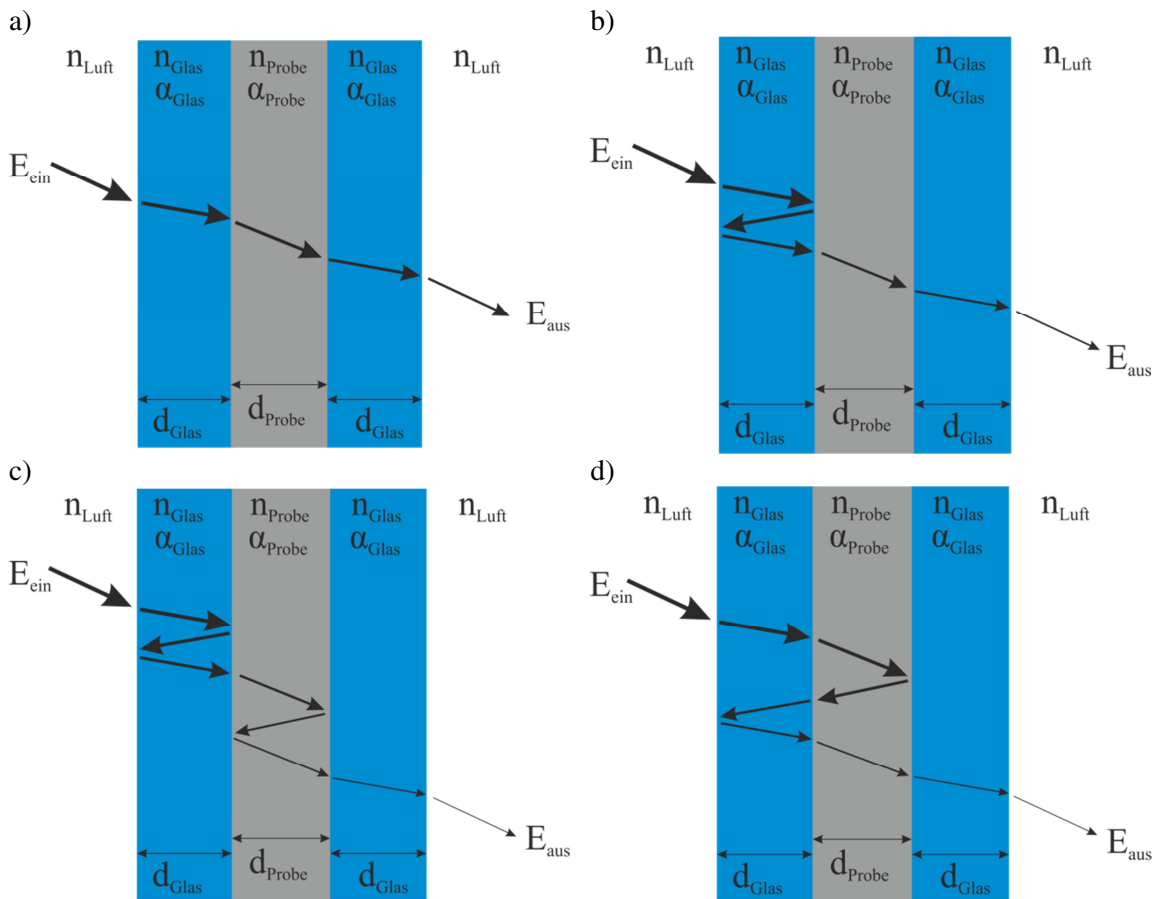 a)
n_Luft n_Glas n_Probe n_Glas n_Luft
α_Glas α_Probe α_Glas
E_ein
E_aus
d_Glas d_Probe d_Glas
b)
n_Luft n_Glas n_Probe n_Glas n_Luft
α_Glas α_Probe α_Glas
E_ein
E_aus
d_Glas d_Probe d_Glas
c)
n_Luft n_Glas n_Probe n_Glas n_Luft
α_Glas α_Probe α_Glas
E_ein
E_aus
d_Glas d_Probe d_Glas
d)
n_Luft n_Glas n_Probe n_Glas n_Luft
α_Glas α_Probe α_Glas
E_ein
E_aus
d_Glas d_Probe d_Glas